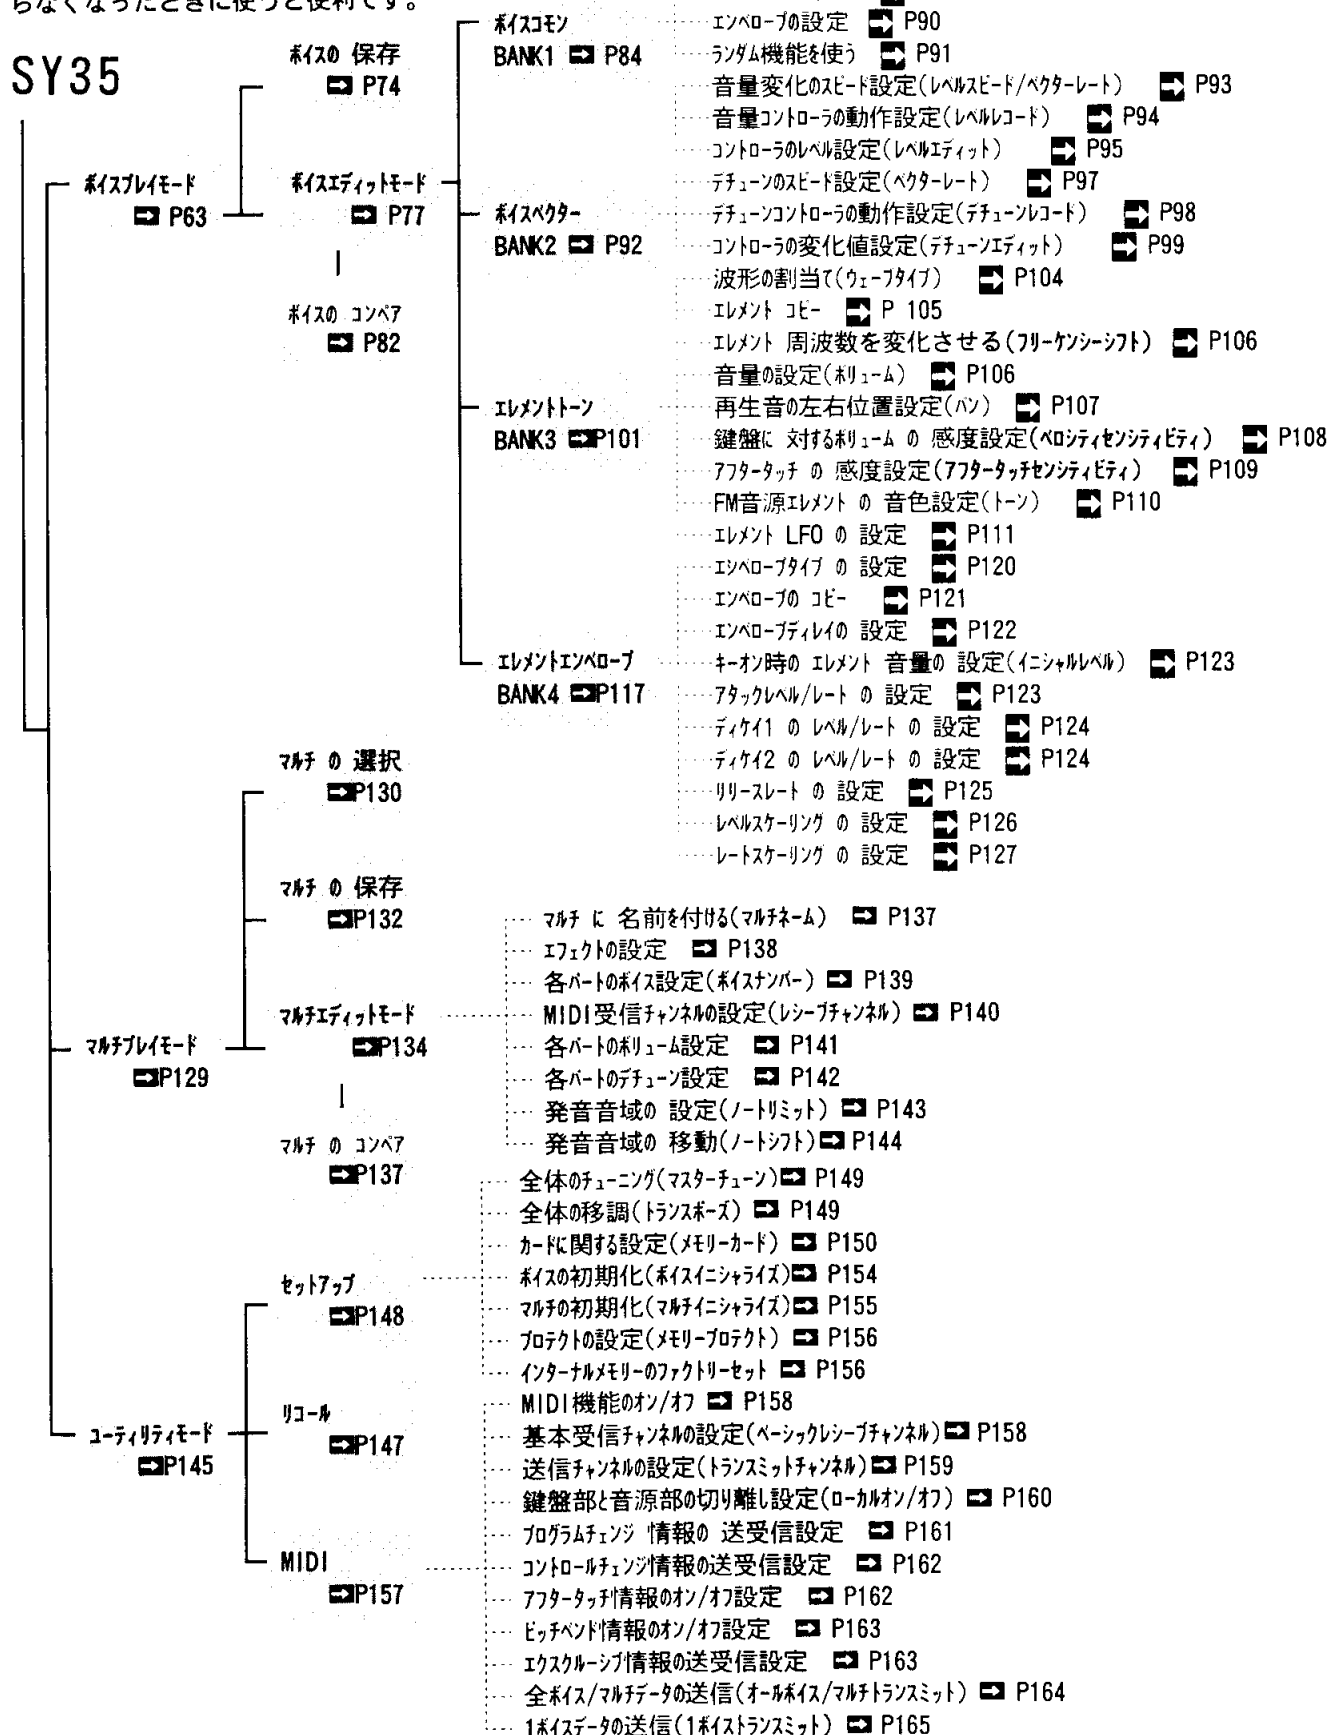 らなくなったときに使うと便利です。
SY35
ボイスプレイモード
P63
ボイスの 保存
P74
ボイスエディットモード
P77
ボイスの コンペア
P82
ボイスコモン
BANK1 P84
エンベロープの設定 P90
ランダム機能を使う P91
ボイスベクター
BANK2 P92
音量変化のスピード設定(レベルスピード/ベクターレート) P93
音量コントローラの動作設定(レベルレコード) P94
コントローラのレベル設定(レベルエディット) P95
デチューンのスピード設定(ベクターレート) P97
デチューンコントローラの動作設定(デチューンレコード) P98
コントローラの変化値設定(デチューンエディット) P99
エレメントトーン
BANK3 P101
波形の割当て(ウェーブタイプ) P104
エレメント コピー P 105
エレメント 周波数を変化させる(フリーケンシーシフト) P106
音量の設定(ボリューム) P106
再生音の左右位置設定(パン) P107
鍵盤に 対するボリューム の 感度設定(ベロシティセンシティビティ) P108
アフタータッチ の 感度設定(アフタータッチセンシティビティ) P109
FM音源エレメント の 音色設定(トーン) P110
エレメント LFO の 設定 P111
エレメントエンベロープ
BANK4 P117
エンベロープタイプ の 設定 P120
エンベロープの コピー P121
エンベロープディレイの 設定 P122
キーオン時の エレメント 音量の 設定(イニシャルレベル) P123
アタックレベル/レート の 設定 P123
ディケイ1 の レベル/レート の 設定 P124
ディケイ2 の レベル/レート の 設定 P124
リリースレート の 設定 P125
レベルスケーリング の 設定 P126
レートスケーリング の 設定 P127
マルチプレイモード
P129
マルチ の 選択
P130
マルチ の 保存
P132
マルチエディットモード
P134
マルチ の コンペア
P137
マルチ に 名前を付ける(マルチネーム) P137
エフェクトの設定 P138
各パートのボイス設定(ボイスナンバー) P139
MIDI受信チャンネルの設定(レシーブチャンネル) P140
各パートのボリューム設定 P141
各パートのデチューン設定 P142
発音音域の 設定(ノートリミット) P143
発音音域の 移動(ノートシフト) P144
ユーティリティモード
P145
セットアップ
P148
全体のチューニング(マスターチューン) P149
全体の移調(トランスポーズ) P149
カードに関する設定(メモリーカード) P150
ボイスの初期化(ボイスイニシャライズ) P154
マルチの初期化(マルチイニシャライズ) P155
プロテクトの設定(メモリープロテクト) P156
インターナルメモリーのファクトリーセット P156
リコール
P147
MIDI
P157
MIDI機能のオン/オフ P158
基本受信チャンネルの設定(ベーシックレシーブチャンネル) P158
送信チャンネルの設定(トランスミットチャンネル) P159
鍵盤部と音源部の切り離し設定(ローカルオン/オフ) P160
プログラムチェンジ 情報の 送受信設定 P161
コントロールチェンジ情報の送受信設定 P162
アフタータッチ情報のオン/オフ設定 P162
ピッチベンド情報のオン/オフ設定 P163
エクスクルーシブ情報の送受信設定 P163
全ボイス/マルチデータの送信(オールボイス/マルチトランスミット) P164
1ボイスデータの送信(1ボイストランスミット) P165